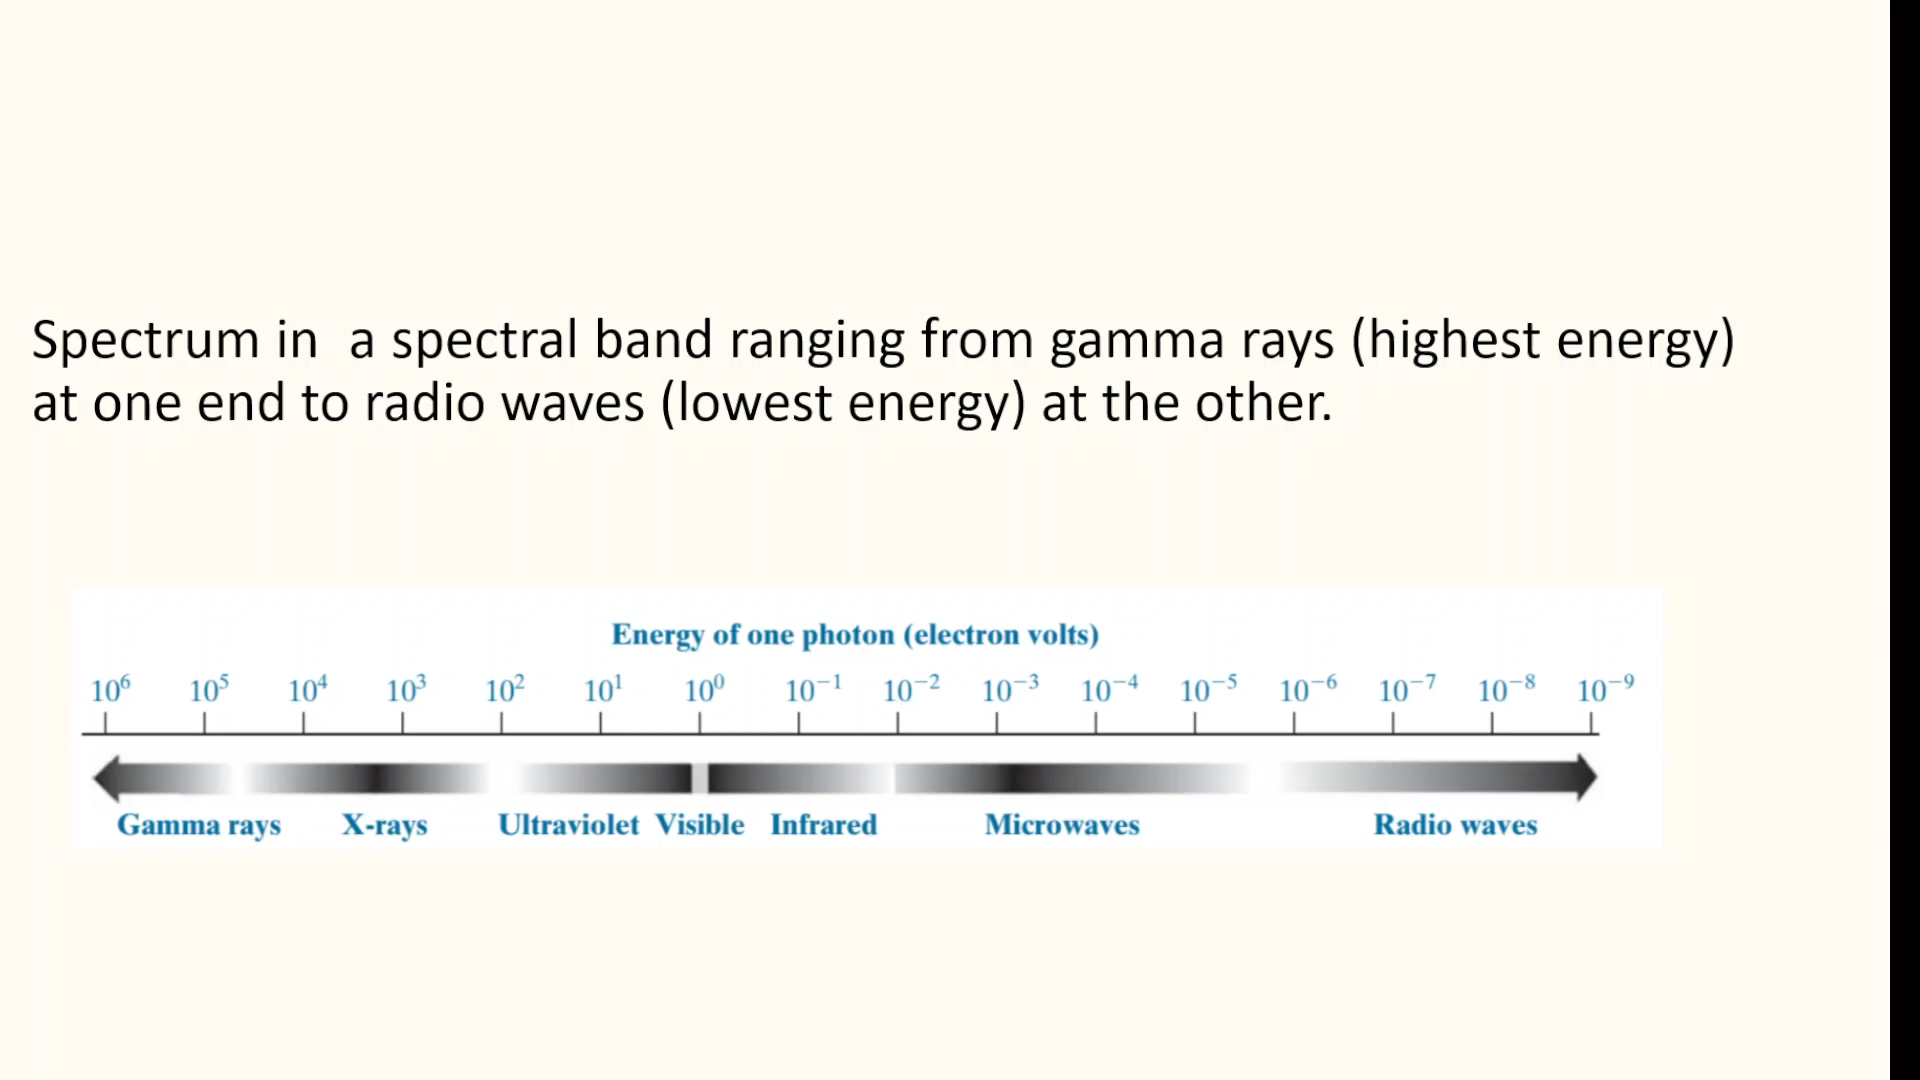 Spectrum in  a spectral band ranging from gamma rays (highest energy)
at one end to radio waves (lowest energy) at the other.
Energy of one photon (electron volts)
10⁶ 10⁵ 10⁴ 10³ 10² 10¹ 10⁰ 10⁻¹ 10⁻² 10⁻³ 10⁻⁴ 10⁻⁵ 10⁻⁶ 10⁻⁷ 10⁻⁸ 10⁻⁹
Gamma rays X-rays Ultraviolet Visible Infrared Microwaves Radio waves